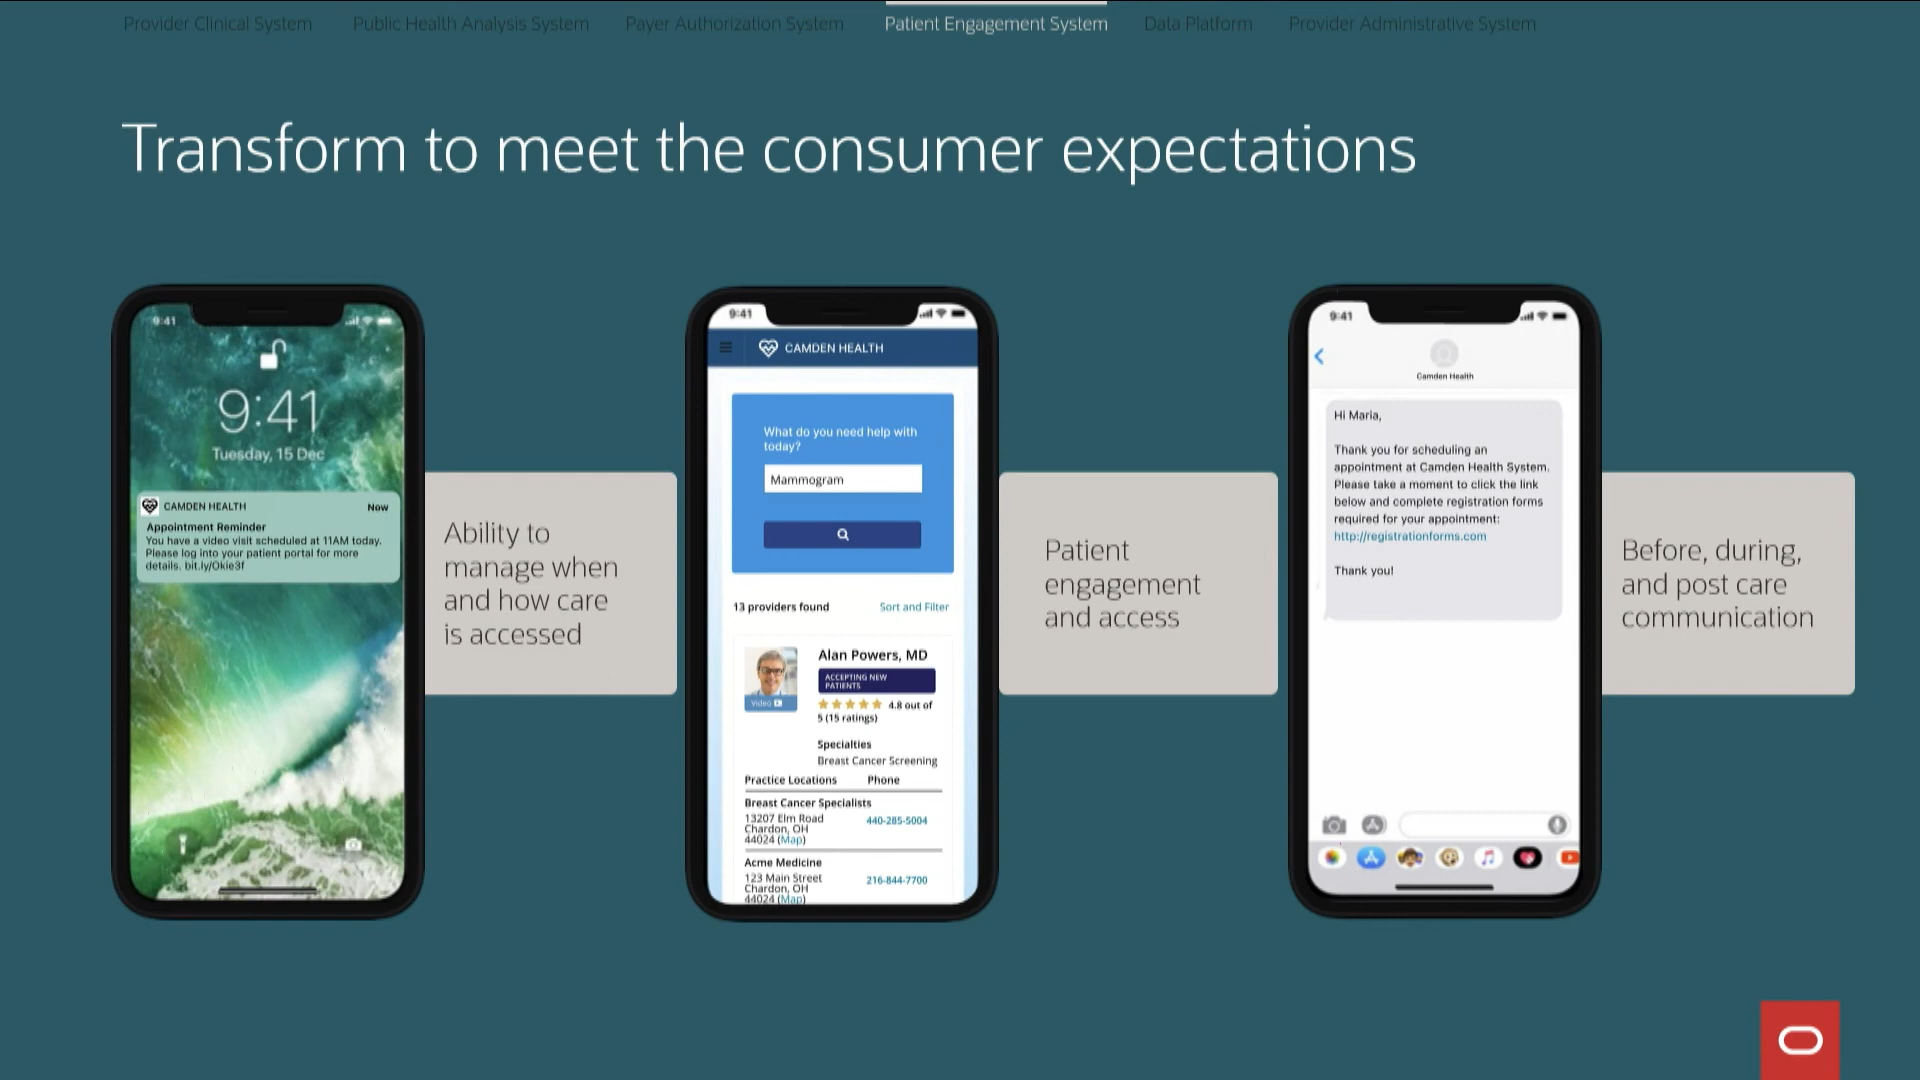 Provider Clinical System
Public Health Analysis System
Payer Authorization System
Patient Engagement System
Data Platform
Provider Administrative System
Transform to meet the consumer expectations
9:41
9:41
Tuesday, 15 Dec
CAMDEN HEALTH
Now
Appointment Reminder
You have a video visit scheduled at 11AM today.
Please log into your patient portal for more
details. bit.ly/Okie3f
Ability to
manage when
and how care
is accessed
9:41
CAMDEN HEALTH
What do you need help with
today?
Mammogram
13 providers found
Sort and Filter
Alan Powers, MD
ACCEPTING NEW
PATIENTS
Video
4.8 out of
5 (15 ratings)
Specialties
Breast Cancer Screening
Practice Locations
Phone
Breast Cancer Specialists
13207 Elm Road
Chardon, OH
44024 (Map)
440-285-5004
Acme Medicine
123 Main Street
Chardon, OH
44024 (Map)
216-844-7700
Patient
engagement
and access
9:41
Camden Health
Hi Maria,
Thank you for scheduling an
appointment at Camden Health System.
Please take a moment to click the link
below and complete registration forms
required for your appointment:
http://registrationforms.com
Thank you!
Before, during,
and post care
communication